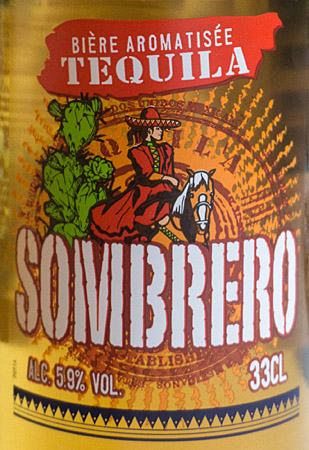 BIÈRE AROMATISÉE
TEQUILA
SOMBRERO
ALC. 5.9% VOL.
33CL